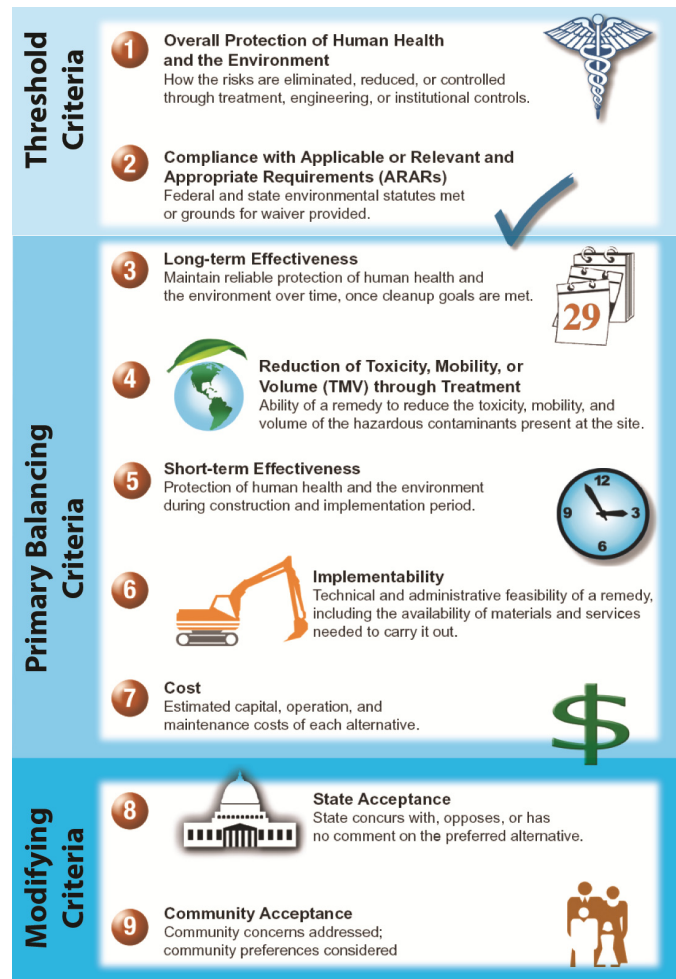 Threshold
Criteria
1
Overall Protection of Human Health
and the Environment
How the risks are eliminated, reduced, or controlled
through treatment, engineering, or institutional controls.
2
Compliance with Applicable or Relevant and
Appropriate Requirements (ARARs)
Federal and state environmental statutes met
or grounds for waiver provided.
Primary Balancing
Criteria
3
Long-term Effectiveness
Maintain reliable protection of human health and
the environment over time, once cleanup goals are met.
29
4
Reduction of Toxicity, Mobility, or
Volume (TMV) through Treatment
Ability of a remedy to reduce the toxicity, mobility, and
volume of the hazardous contaminants present at the site.
5
Short-term Effectiveness
Protection of human health and the environment
during construction and implementation period.
12
9 3
6
6
Implementability
Technical and administrative feasibility of a remedy,
including the availability of materials and services
needed to carry it out.
7
Cost
Estimated capital, operation, and
maintenance costs of each alternative.
$
Modifying
Criteria
8
State Acceptance
State concurs with, opposes, or has
no comment on the preferred alternative.
9
Community Acceptance
Community concerns addressed;
community preferences considered